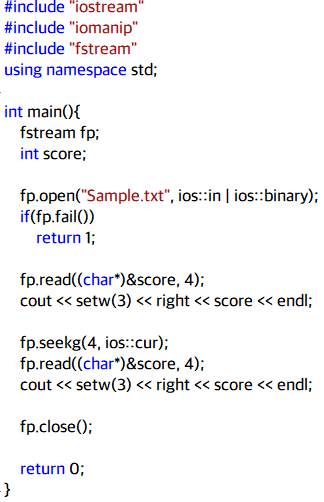 #include "iostream"
#include "iomanip"
#include "fstream"
using namespace std;
int main(){
fstream fp;
int score;
fp.open("Sample.txt", ios::in | ios::binary);
if(fp.fail())
return 1;
fp.read((char*)&score, 4);
cout << setw(3) << right << score << endl;
fp.seekg(4, ios::cur);
fp.read((char*)&score, 4);
cout << setw(3) << right << score << endl;
fp.close();
return 0;
}